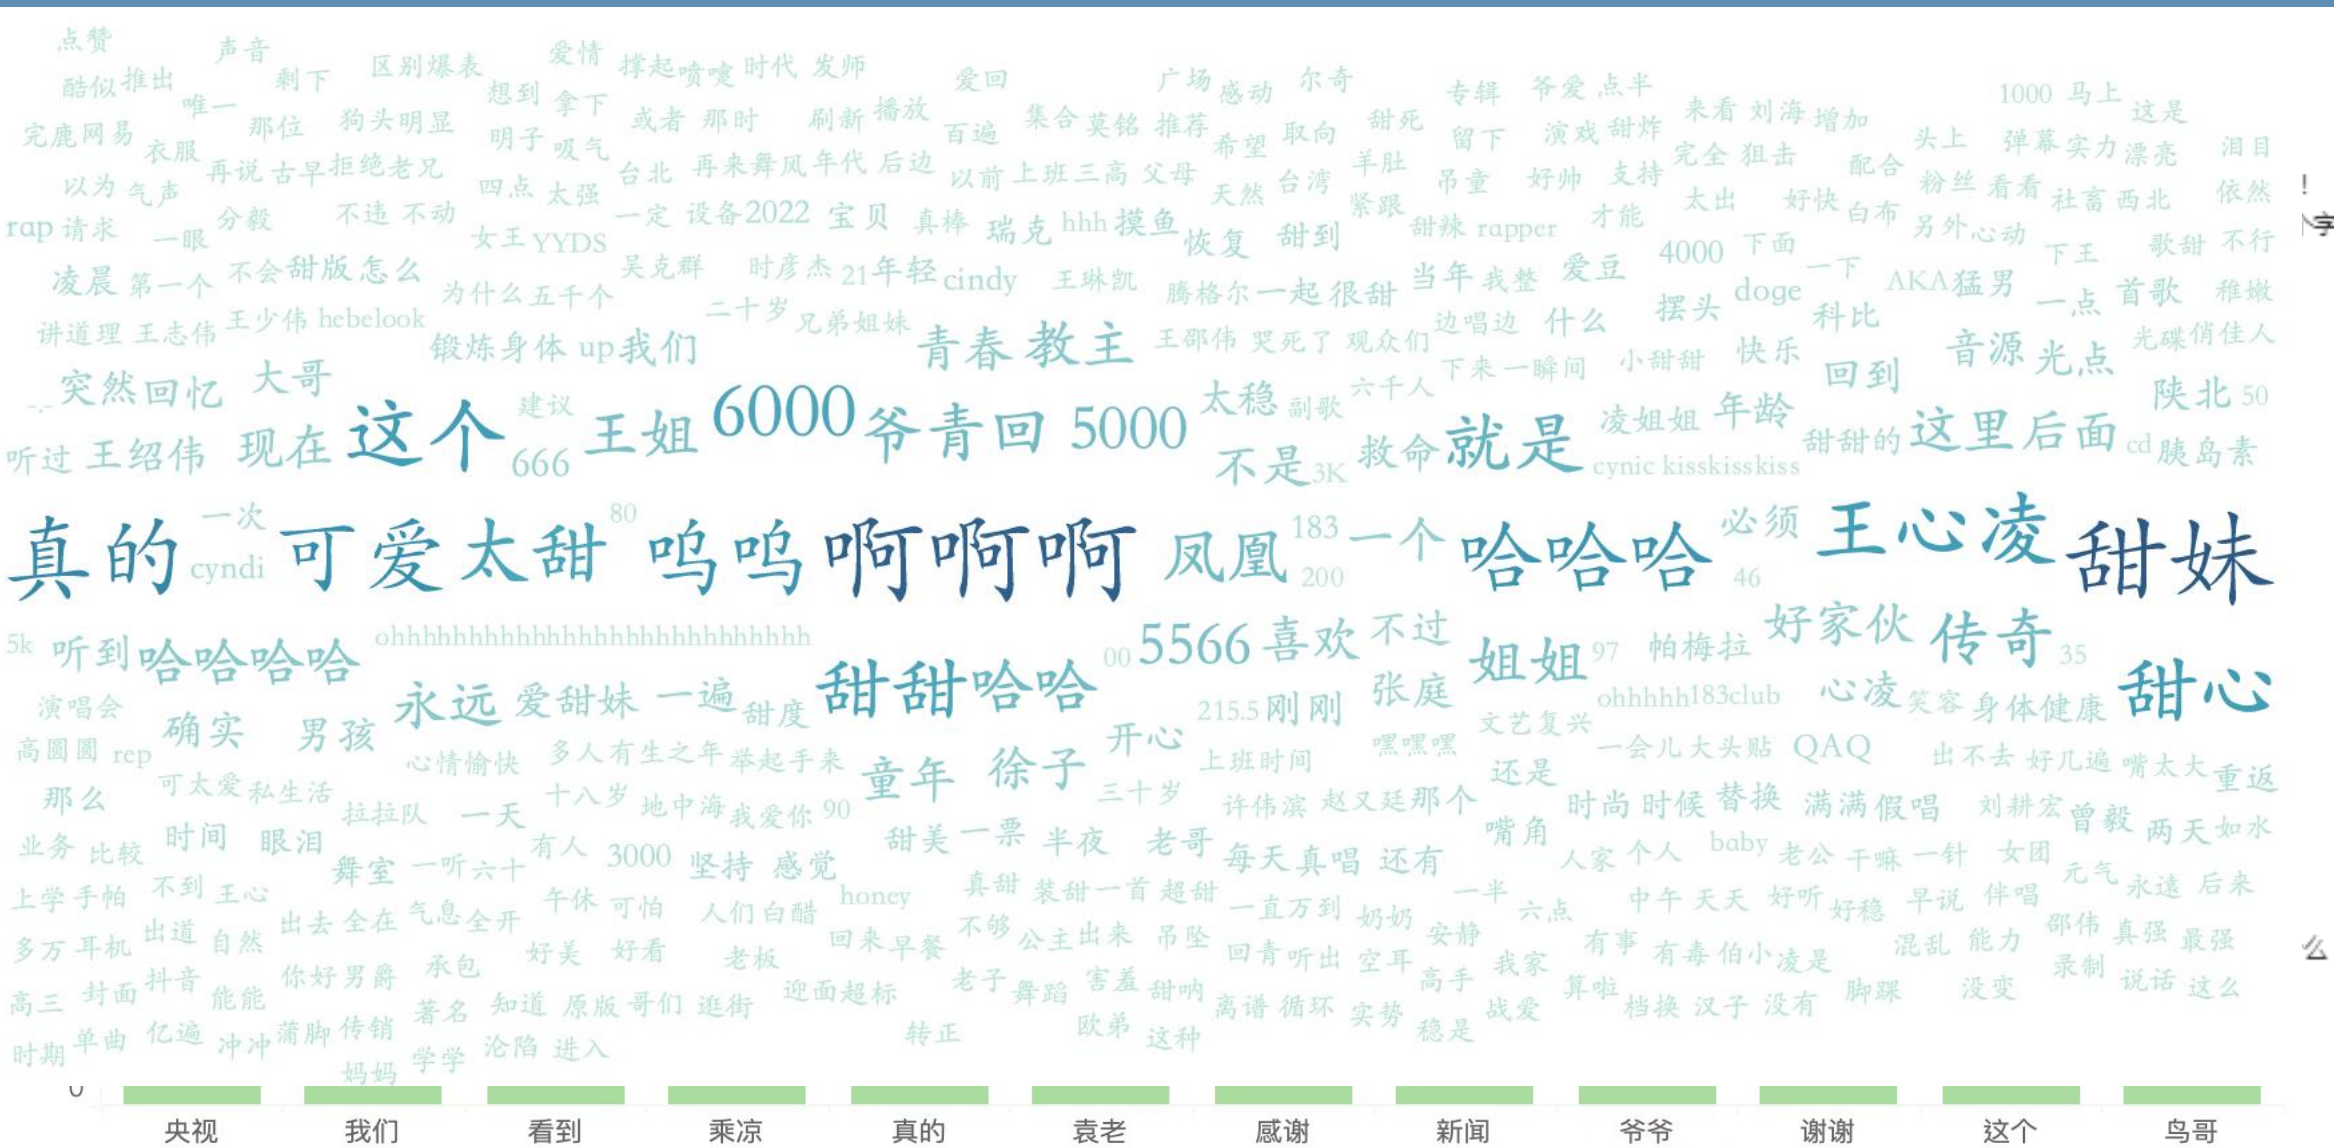 点赞 声音 爱情 撑起 喷嚏 时代 发师
酷似 推出 剩下 区别 爆表 想到 拿下 爱回 广场 感动 尔奇 专辑 爷爱 点半 1000 马上 这是
唯一 那位 狗头 明显 或者 那时 刷新 播放 百遍 集合 莫铭 推荐 希望 取向 甜死 留下 演戏 甜炸 来看 刘海 增加
完鹿 网易 衣服 再说 古早 拒绝 老兄 明子 吸气 台北 再来 舞风 年代 后边 以前 上班 三高 父母 羊肚 完全 狙击 配合 头上 弹幕 实力 漂亮 泪目
以为 气声 四点 太强 天然 台湾 紧跟 吊童 好帅 支持 太出 好快 白布 粉丝 看看 社畜 西北 依然
rap 请求 一眼 分毅 不违 不动 女王 YYDS 一定 设备 2022 宝贝 真棒 瑞克 hhh 摸鱼 恢复 甜到 甜辣 rapper 才能 另外 心动
凌晨 第一个 不会 甜版 怎么 为什么 五千个 吴克群 时彦杰 21 年轻 cindy 王琳凯 腾格尔 一起 很甜 当年 我整 爱豆 4000 下面 一下 AKA 猛男 下王 歌甜 不行
讲道理 王志伟 王少伟 hebelook 二十岁 兄弟姐妹 边唱边 什么 摆头 doge 科比 一点 首歌 稚嫩
锻炼身体 up 我们 青春 教主 王邵伟 哭死了 观众们 下来 一瞬间 小甜甜 快乐 回到 音源 光点 光碟 俏佳人
-.- 突然 回忆 大哥 这个 建议 王姐 6000 爷青回 5000 太稳 副歌 六千人 就是 凌姐姐 年龄 陕北 50
听过 王绍伟 现在 666 不是 3K 救命 cynic kisskisskiss 甜甜的 这里 后面 cd 胰岛素
真的 一次 cyndi 可爱 太甜 80 呜呜 啊啊啊 凤凰 183 200 一个 哈哈哈 必须 46 王心凌 甜妹
5k 听到 哈哈哈哈 ohhhhhhhhhhhhhhhhhhhhhhhhhhh 00 5566 喜欢 不过 姐姐 97 帕梅拉 好家伙 传奇 35
演唱会 永远 爱甜妹 一遍 甜度 甜甜 哈哈 215.5 刚刚 张庭 ohhhhh 183club 心凌 笑容 身体健康 甜心
高圆圆 rep 确实 男孩 心情愉快 多人 有生之年 举起手来 童年 徐子 开心 上班时间 嘿嘿嘿 文艺复兴 一会儿 大头贴 QAQ 出不去 好几遍 嘴太大 重返
那么 可太爱 私生活 拉拉队 一天 十八岁 地中海 我爱你 90 三十岁 许伟滨 赵又廷 那个 还是 时尚 时候 替换 满满 假唱 刘耕宏 曾毅 两天 如水
业务 比较 时间 眼泪 舞室 一听 六十 有人 3000 坚持 感觉 甜美 一票 半夜 老哥 每天 真唱 还有 嘴角 人家 个人 baby 老公 干嘛 一针 女团
上学 手帕 不到 王心 出去 全在 气息 全开 午休 可怕 人们 白醋 honey 真甜 装甜 一首 超甜 一直 万到 奶奶 一半 六点 中午 天天 好听 好稳 早说 伴唱 元气 永遠 后来
多万 耳机 出道 自然 好美 好看 老板 回来 早餐 不够 公主 出来 吊坠 回青 听出 空耳 安静 有事 有毒 伯小 凌是 混乱 能力 邵伟 真强 最强
高三 封面 抖音 能能 你好 男爵 承包 著名 知道 原版 哥们 逛街 迎面 超标 老子 舞蹈 害羞 甜呐 离谱 循环 实势 高手 我家 算啦 档换 汉子 没有 脚踝 没变 录制 说话 这么
时期 单曲 亿遍 冲冲 蒲脚 传销 妈妈 学学 沦陷 进入 转正 欧弟 这种 稳是 战爱
!
字
么
0
央视 我们 看到 乘凉 真的 袁老 感谢 新闻 爷爷 谢谢 这个 鸟哥